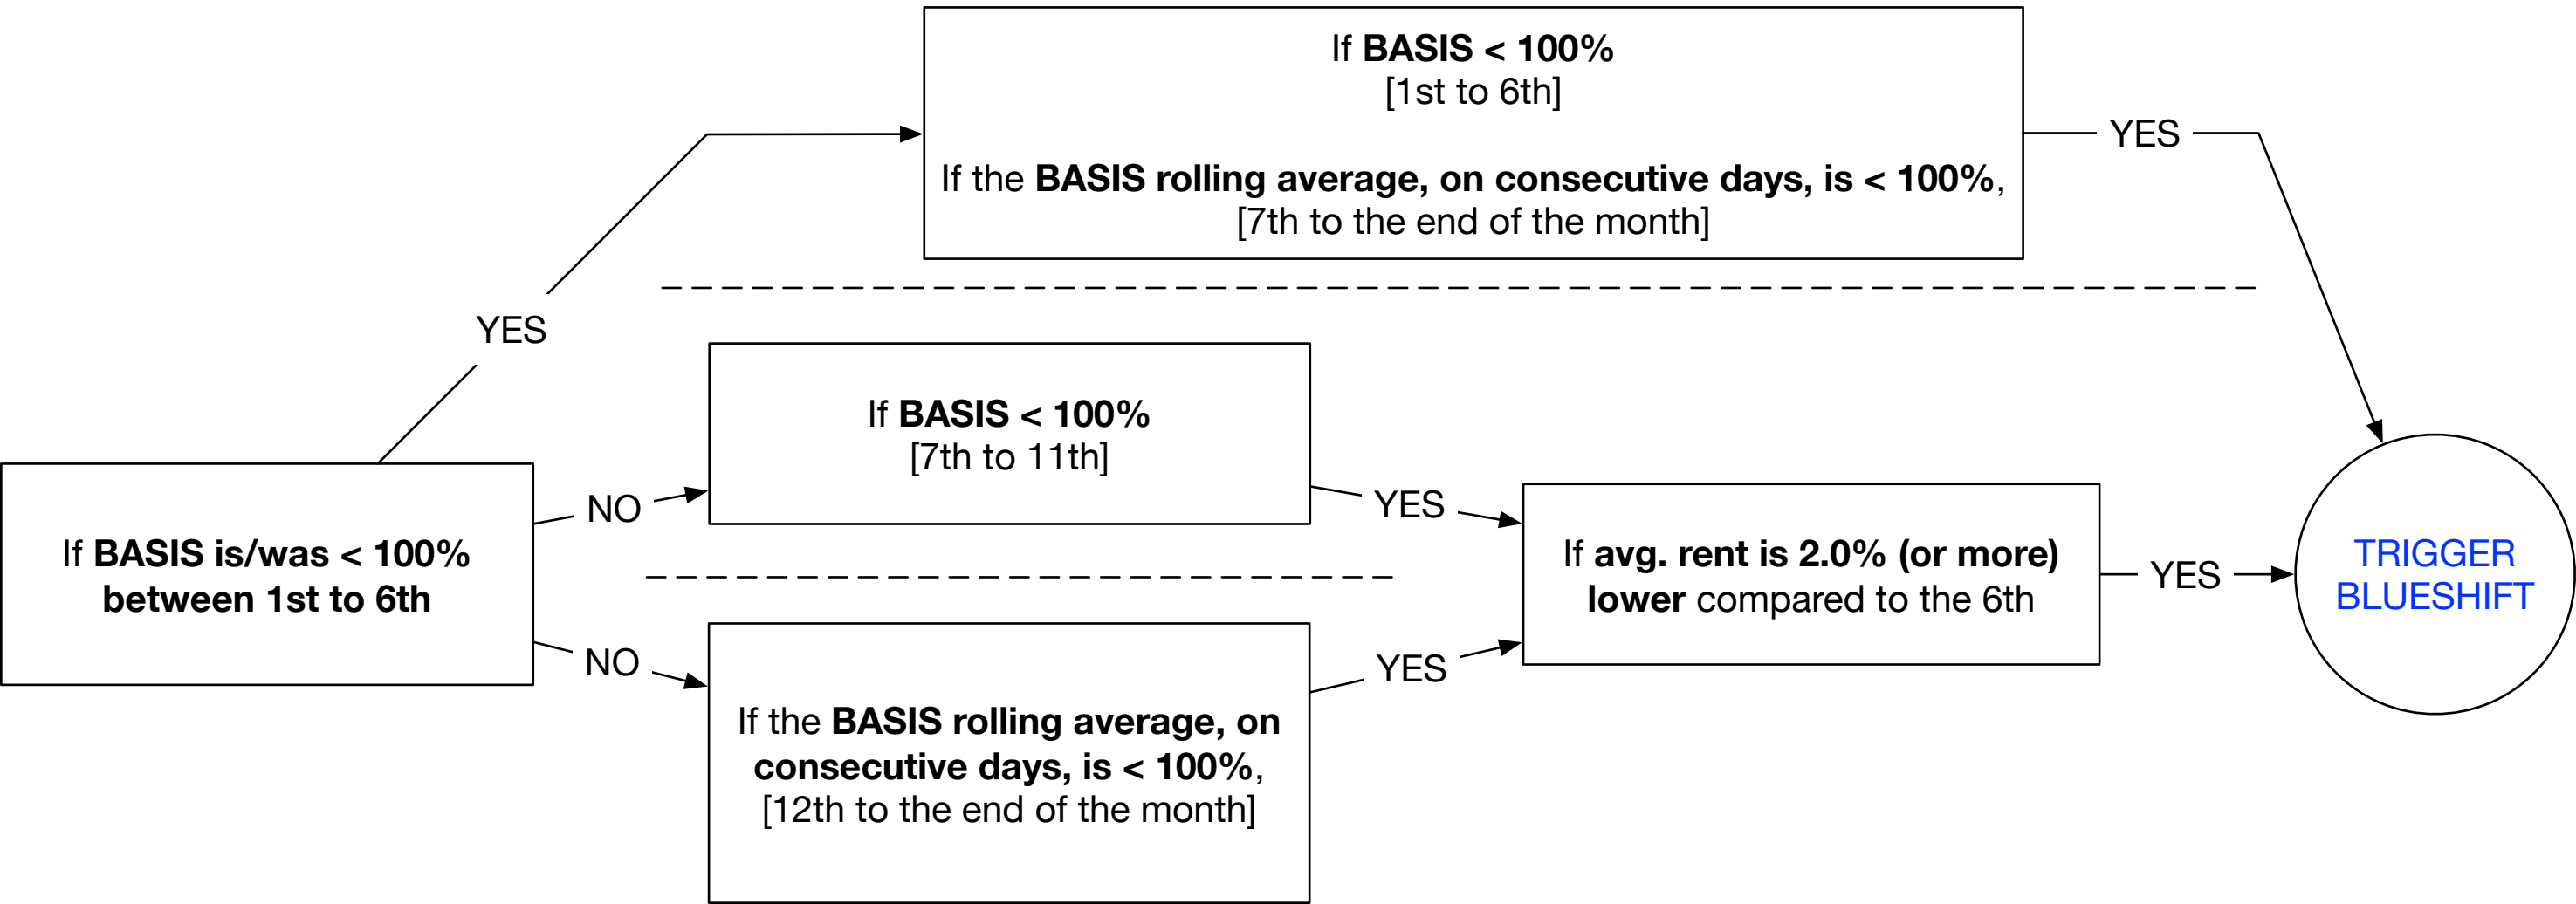 If BASIS < 100%
[1st to 6th]
If the BASIS rolling average, on consecutive days, is < 100%,
[7th to the end of the month]
YES
YES
If BASIS < 100%
[7th to 11th]
If BASIS is/was < 100%
between 1st to 6th
NO
NO
YES
If the BASIS rolling average, on
consecutive days, is < 100%,
[12th to the end of the month]
YES
If avg. rent is 2.0% (or more)
lower compared to the 6th
YES
TRIGGER
BLUESHIFT